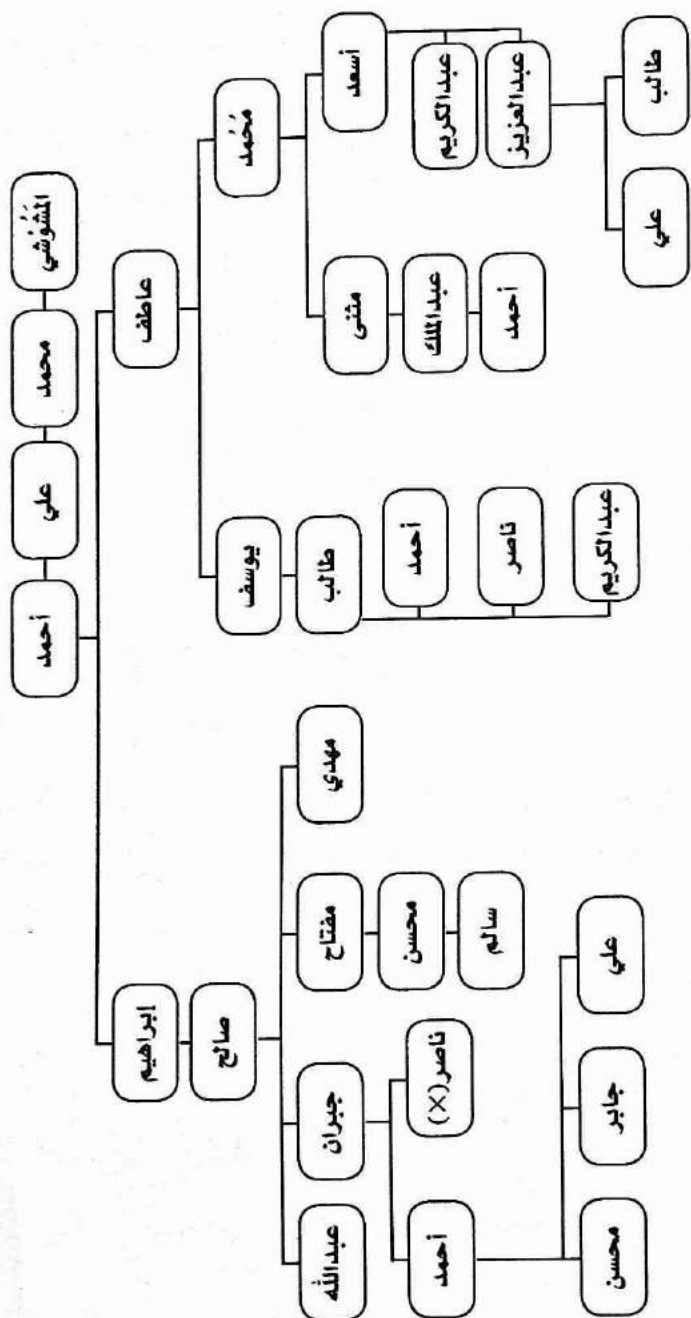 الشوشي
محمد
علي
أحمد
عاطف
إبراهيم
مُحمُد
يوسف
صالح
أسعد
مثنى
طالب
مهدي
مفتاح
جبران
عبدالله
عبدالكريم
عبدالملك
أحمد
محسن
ناصر(X)
أحمد
عبدالعزيز
أحمد
ناصر
سالم
طالب
علي
عبدالكريم
علي
جابر
محسن